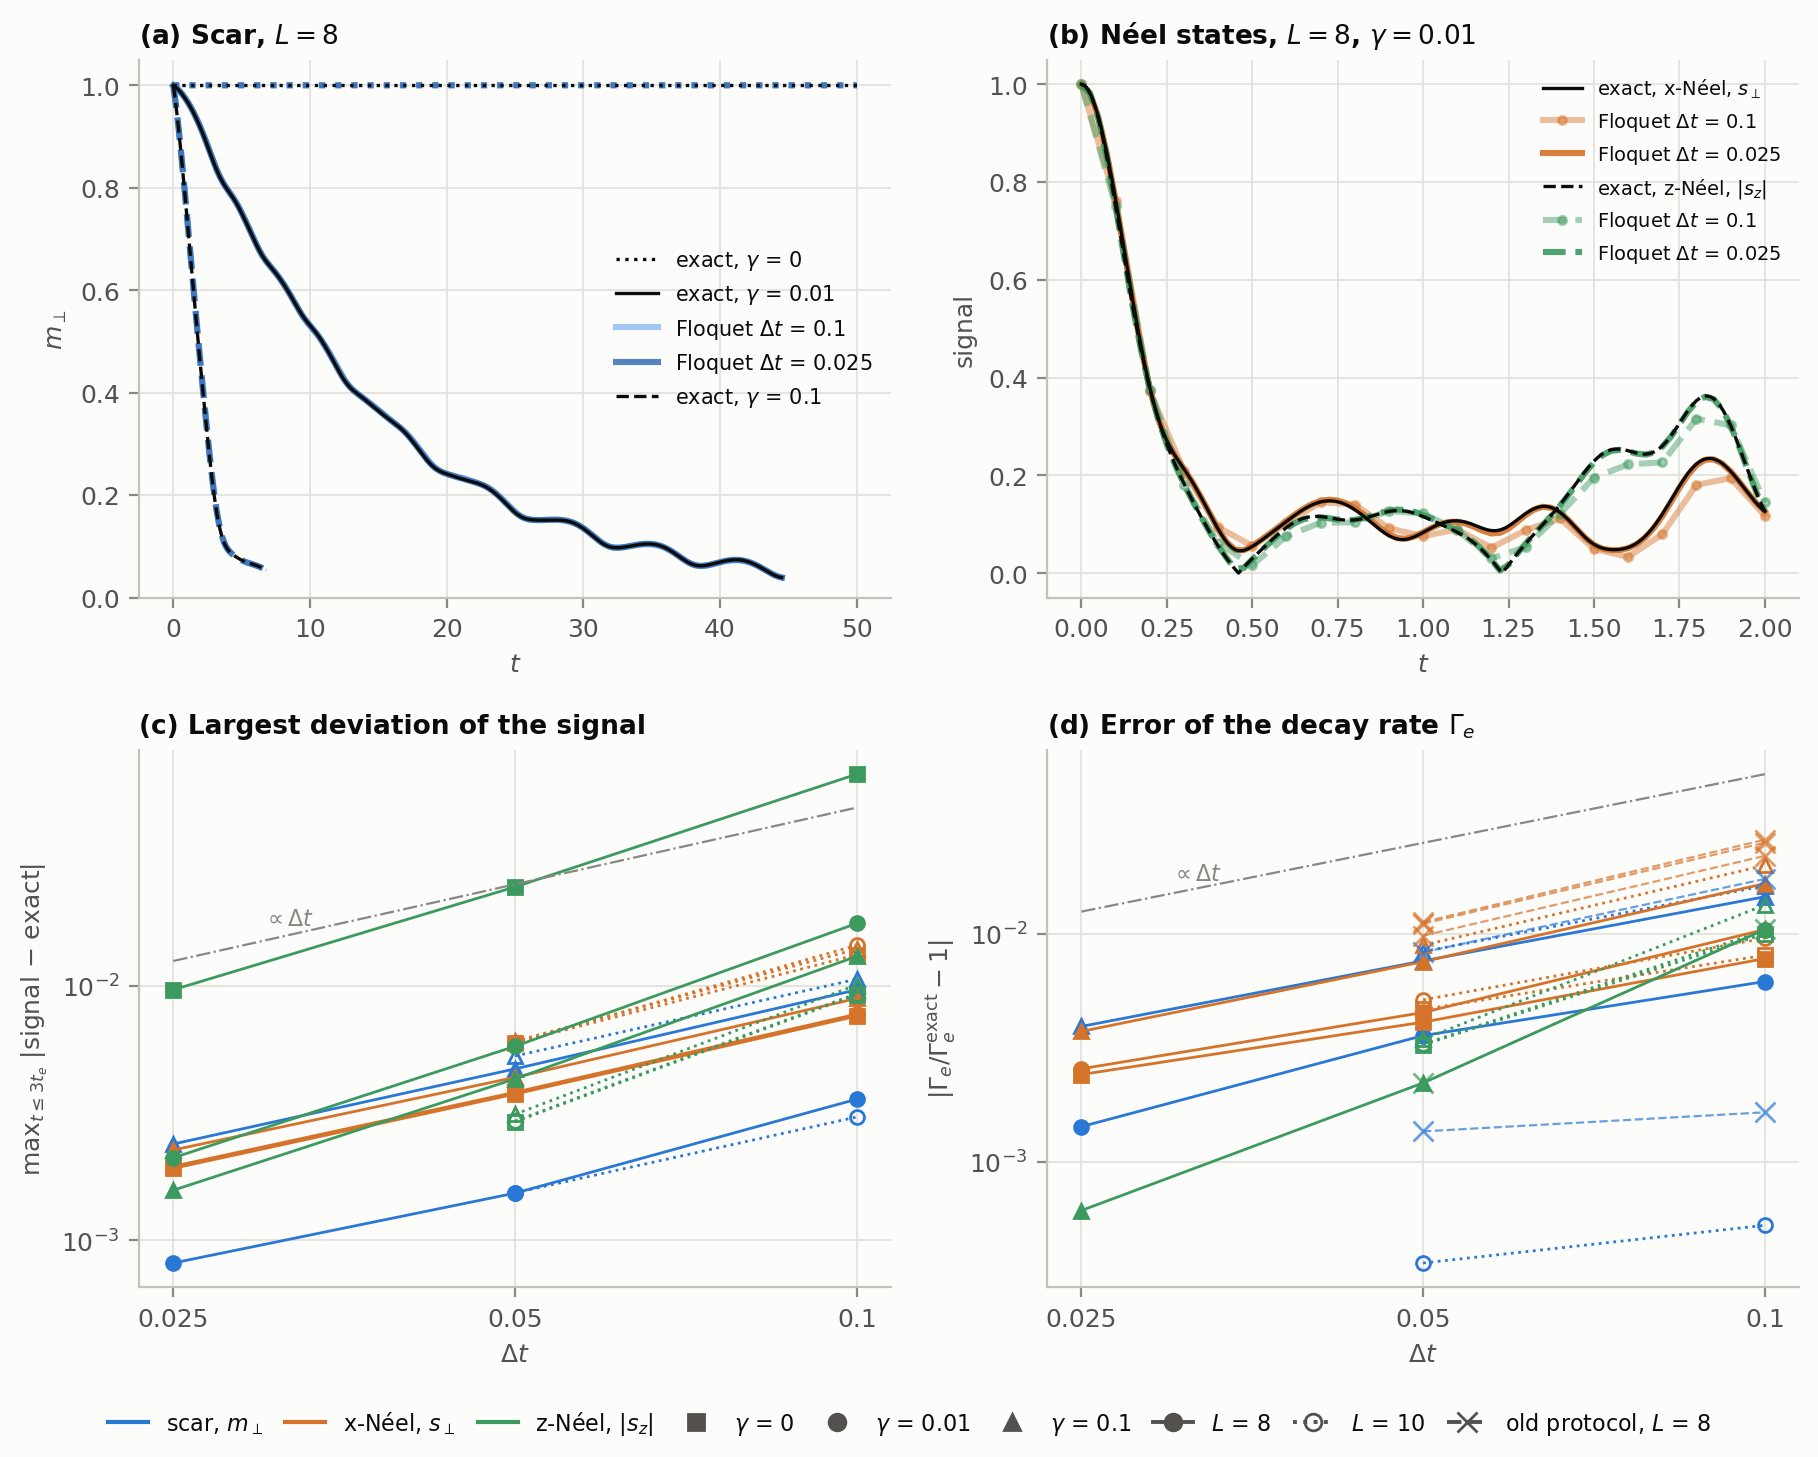 (a) Scar, L = 8
1.0
0.8
0.6
0.4
0.2
0.0
m⊥
0 10 20 30 40 50
t
exact, γ = 0
exact, γ = 0.01
Floquet Δt = 0.1
Floquet Δt = 0.025
exact, γ = 0.1
(b) Néel states, L = 8, γ = 0.01
1.0
0.8
0.6
0.4
0.2
0.0
signal
0.00 0.25 0.50 0.75 1.00 1.25 1.50 1.75 2.00
t
exact, x-Néel, s⊥
Floquet Δt = 0.1
Floquet Δt = 0.025
exact, z-Néel, |s_z|
Floquet Δt = 0.1
Floquet Δt = 0.025
(c) Largest deviation of the signal
∝ Δt
10⁻²
10⁻³
max_{t ≤ 3t_e} |signal − exact|
0.025 0.05 0.1
Δt
(d) Error of the decay rate Γ_e
∝ Δt
10⁻²
10⁻³
|Γ_e/Γ_e^exact − 1|
0.025 0.05 0.1
Δt
scar, m⊥ x-Néel, s⊥ z-Néel, |s_z| γ = 0 γ = 0.01 γ = 0.1 L = 8 L = 10 old protocol, L = 8